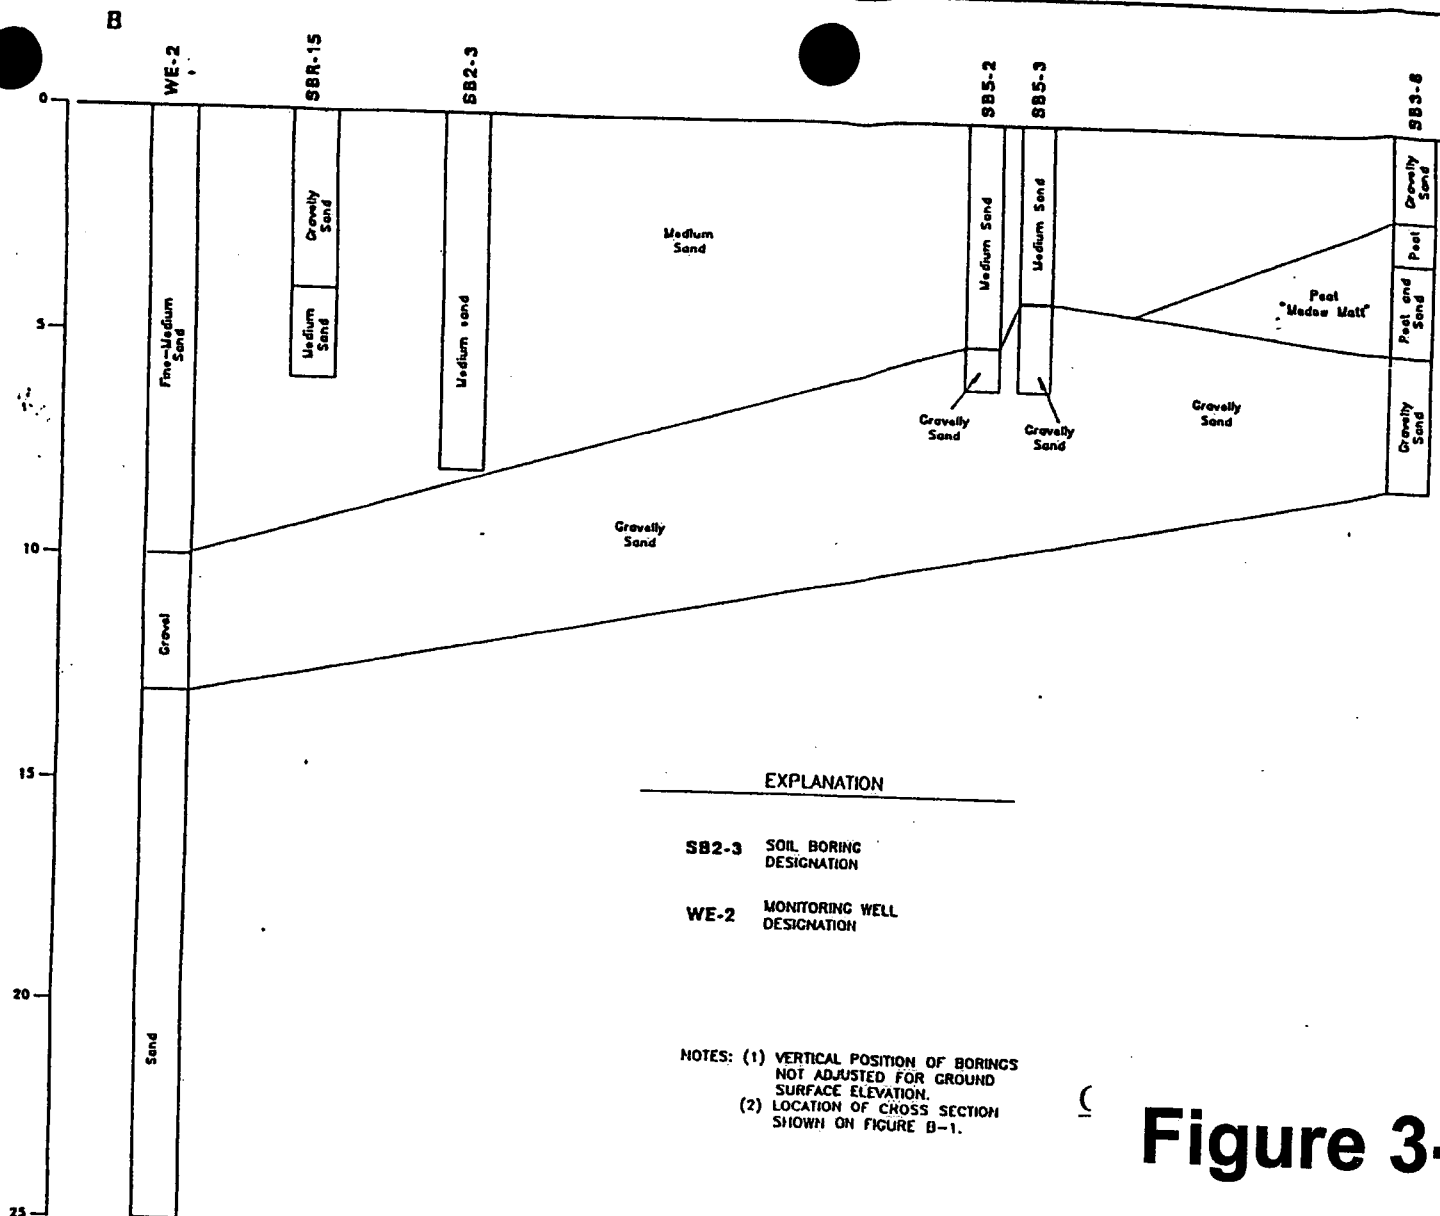 B
WE-2
SBR-15
SB2-3
SB5-2
SB5-3
SB3-8
0
5
10
15
20
25
Fine-Medium
Sand
Gravel
Sand
Gravelly
Sand
Medium
Sand
Medium sand
Medium
Sand
Medium Sand
Medium Sand
Gravelly
Sand
Gravelly
Sand
Gravelly
Sand
Gravelly
Sand
Peat
"Medow Matt"
Gravelly
Sand
Peat
Peat and
Sand
Gravelly
Sand
EXPLANATION
SB2-3 SOIL BORING
DESIGNATION
WE-2 MONITORING WELL
DESIGNATION
NOTES: (1) VERTICAL POSITION OF BORINGS
NOT ADJUSTED FOR GROUND
SURFACE ELEVATION.
(2) LOCATION OF CROSS SECTION
SHOWN ON FIGURE B-1.
Figure 3-